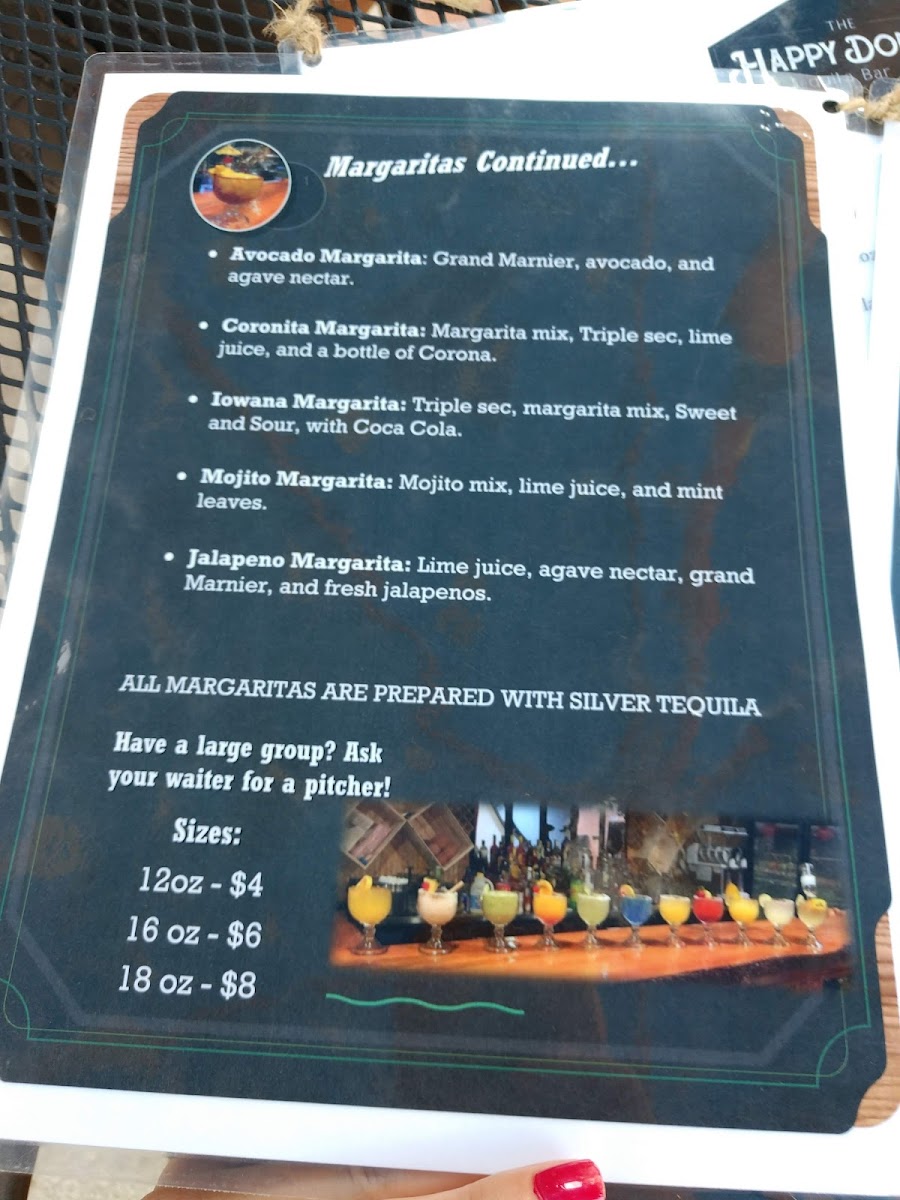 THE
HAPPY
Bar
Margaritas Continued...
• Avocado Margarita: Grand Marnier, avocado, and
agave nectar.
• Coronita Margarita: Margarita mix, Triple sec, lime
juice, and a bottle of Corona.
• Iowana Margarita: Triple sec, margarita mix, Sweet
and Sour, with Coca Cola.
• Mojito Margarita: Mojito mix, lime juice, and mint
leaves.
• Jalapeno Margarita: Lime juice, agave nectar, grand
Marnier, and fresh jalapenos.
ALL MARGARITAS ARE PREPARED WITH SILVER TEQUILA
Have a large group? Ask
your waiter for a pitcher!
Sizes:
12oz - $4
16 oz - $6
18 oz - $8